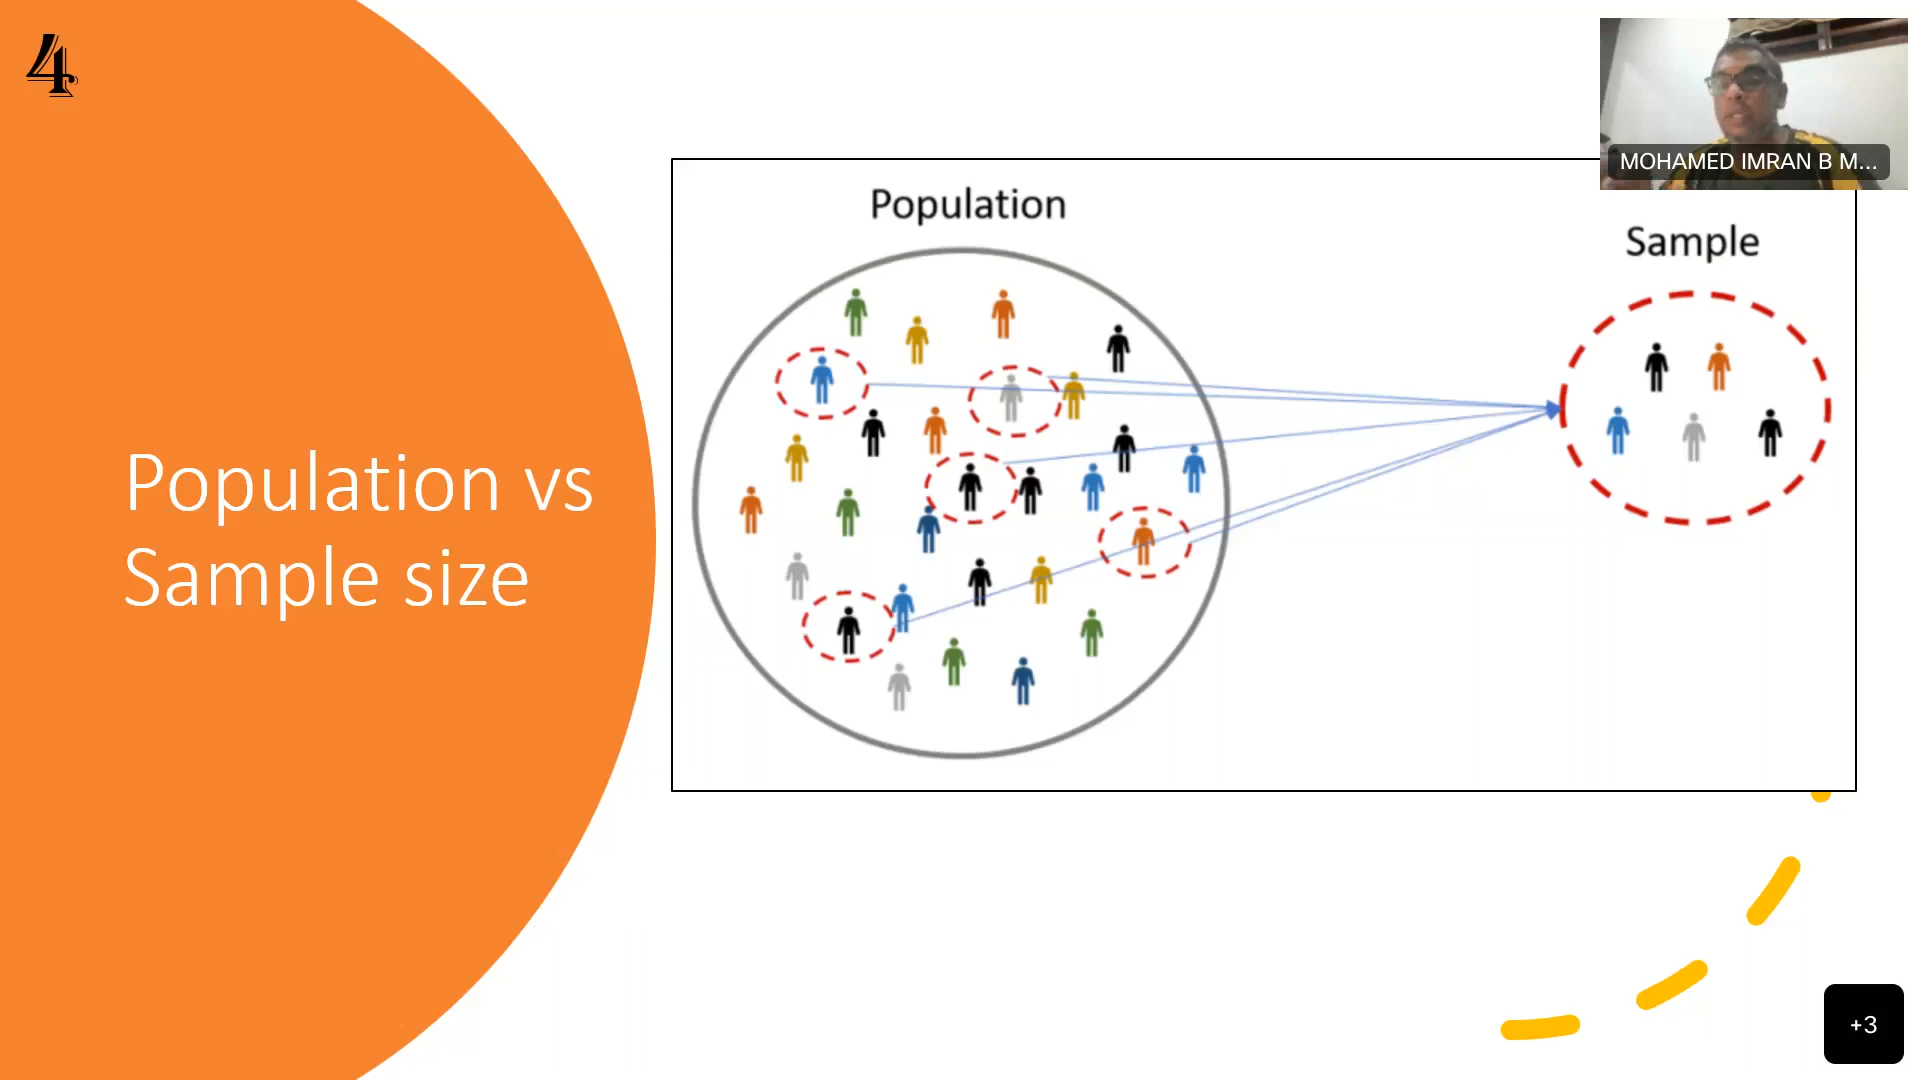 4
Population vs
Sample size
Population
Sample
MOHAMED IMRAN B M...
+3